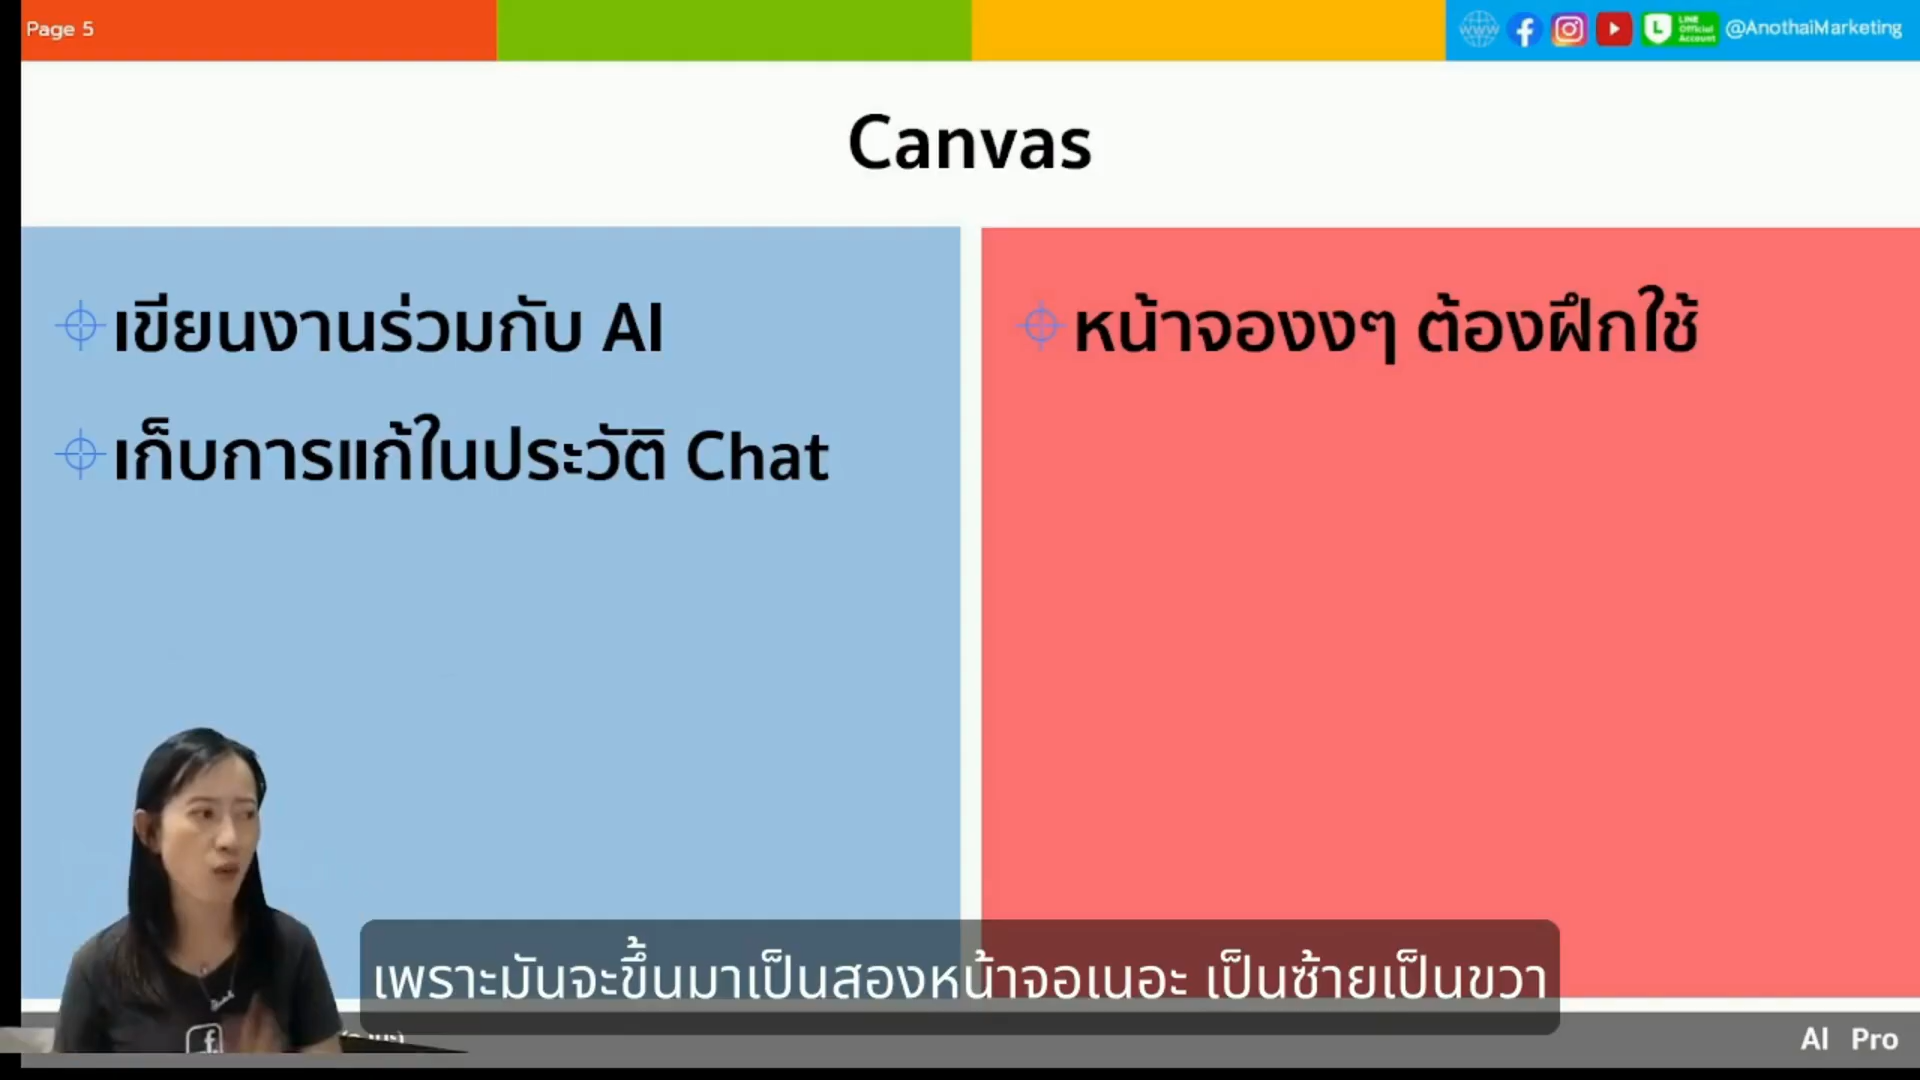 Page 5
www
LINE Official Account
@AnothaiMarketing
Canvas
เขียนงานร่วมกับ AI
เก็บการแก้ในประวัติ Chat
หน้าจองงๆ ต้องฝึกใช้
เพราะมันจะขึ้นมาเป็นสองหน้าจอเนอะ เป็นซ้ายเป็นขวา
AI Pro